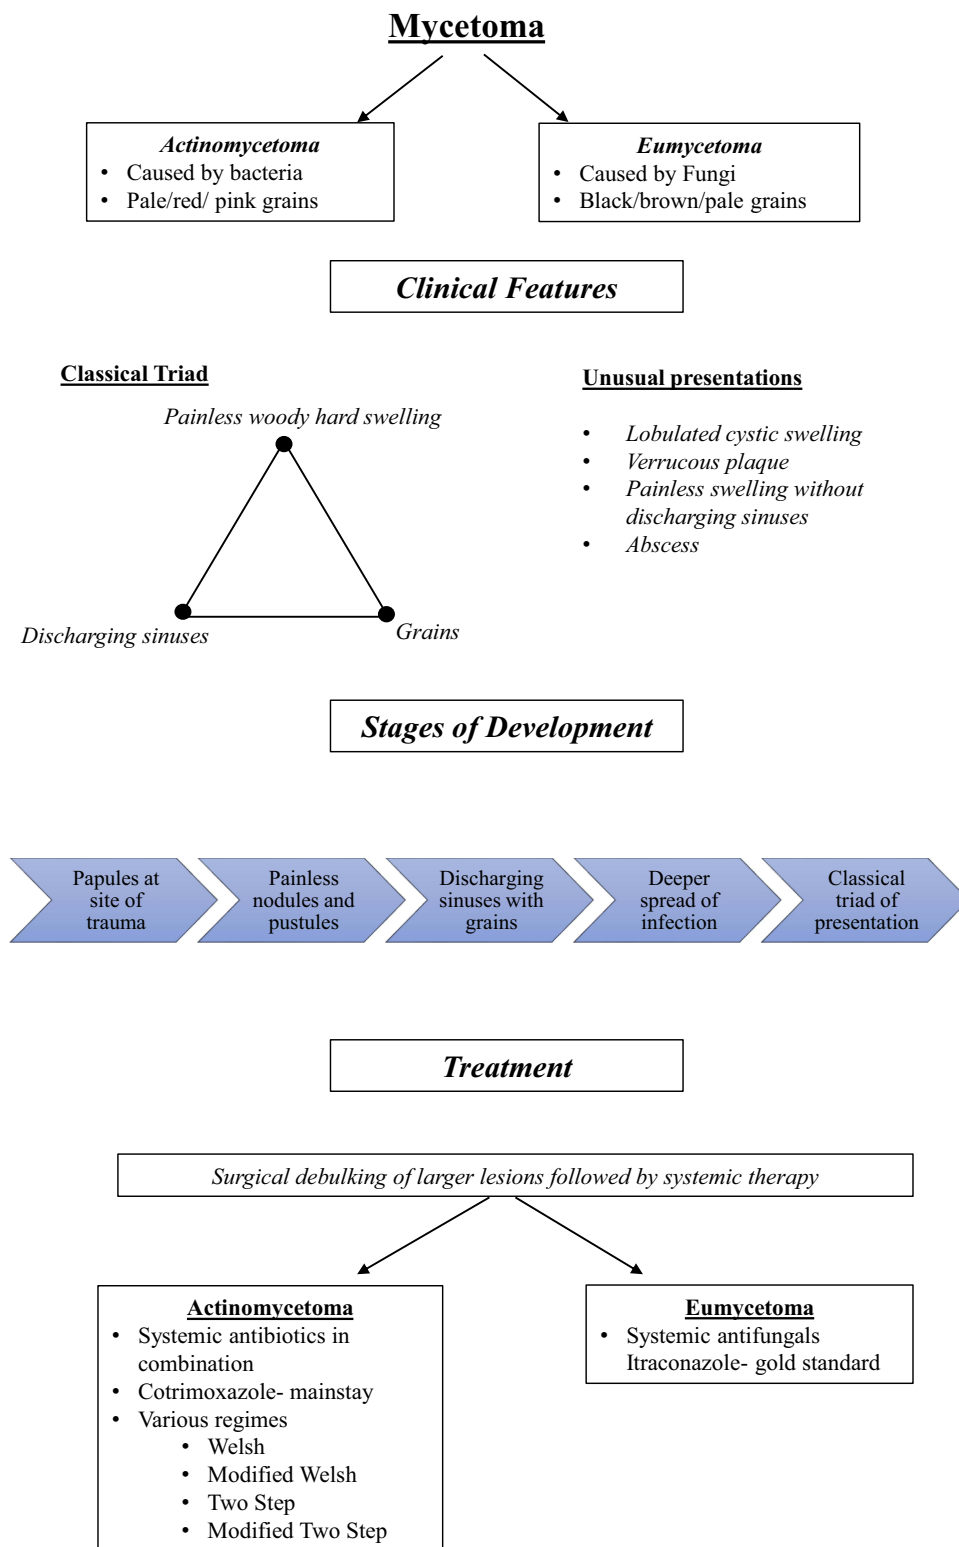 Mycetoma
Actinomycetoma
• Caused by bacteria
• Pale/red/ pink grains
Eumycetoma
• Caused by Fungi
• Black/brown/pale grains
Clinical Features
Classical Triad
Painless woody hard swelling
Discharging sinuses
Grains
Unusual presentations
• Lobulated cystic swelling
• Verrucous plaque
• Painless swelling without
discharging sinuses
• Abscess
Stages of Development
Papules at
site of
trauma
Painless
nodules and
pustules
Discharging
sinuses with
grains
Deeper
spread of
infection
Classical
triad of
presentation
Treatment
Surgical debulking of larger lesions followed by systemic therapy
Actinomycetoma
• Systemic antibiotics in
combination
• Cotrimoxazole- mainstay
• Various regimes
• Welsh
• Modified Welsh
• Two Step
• Modified Two Step
Eumycetoma
• Systemic antifungals
Itraconazole- gold standard